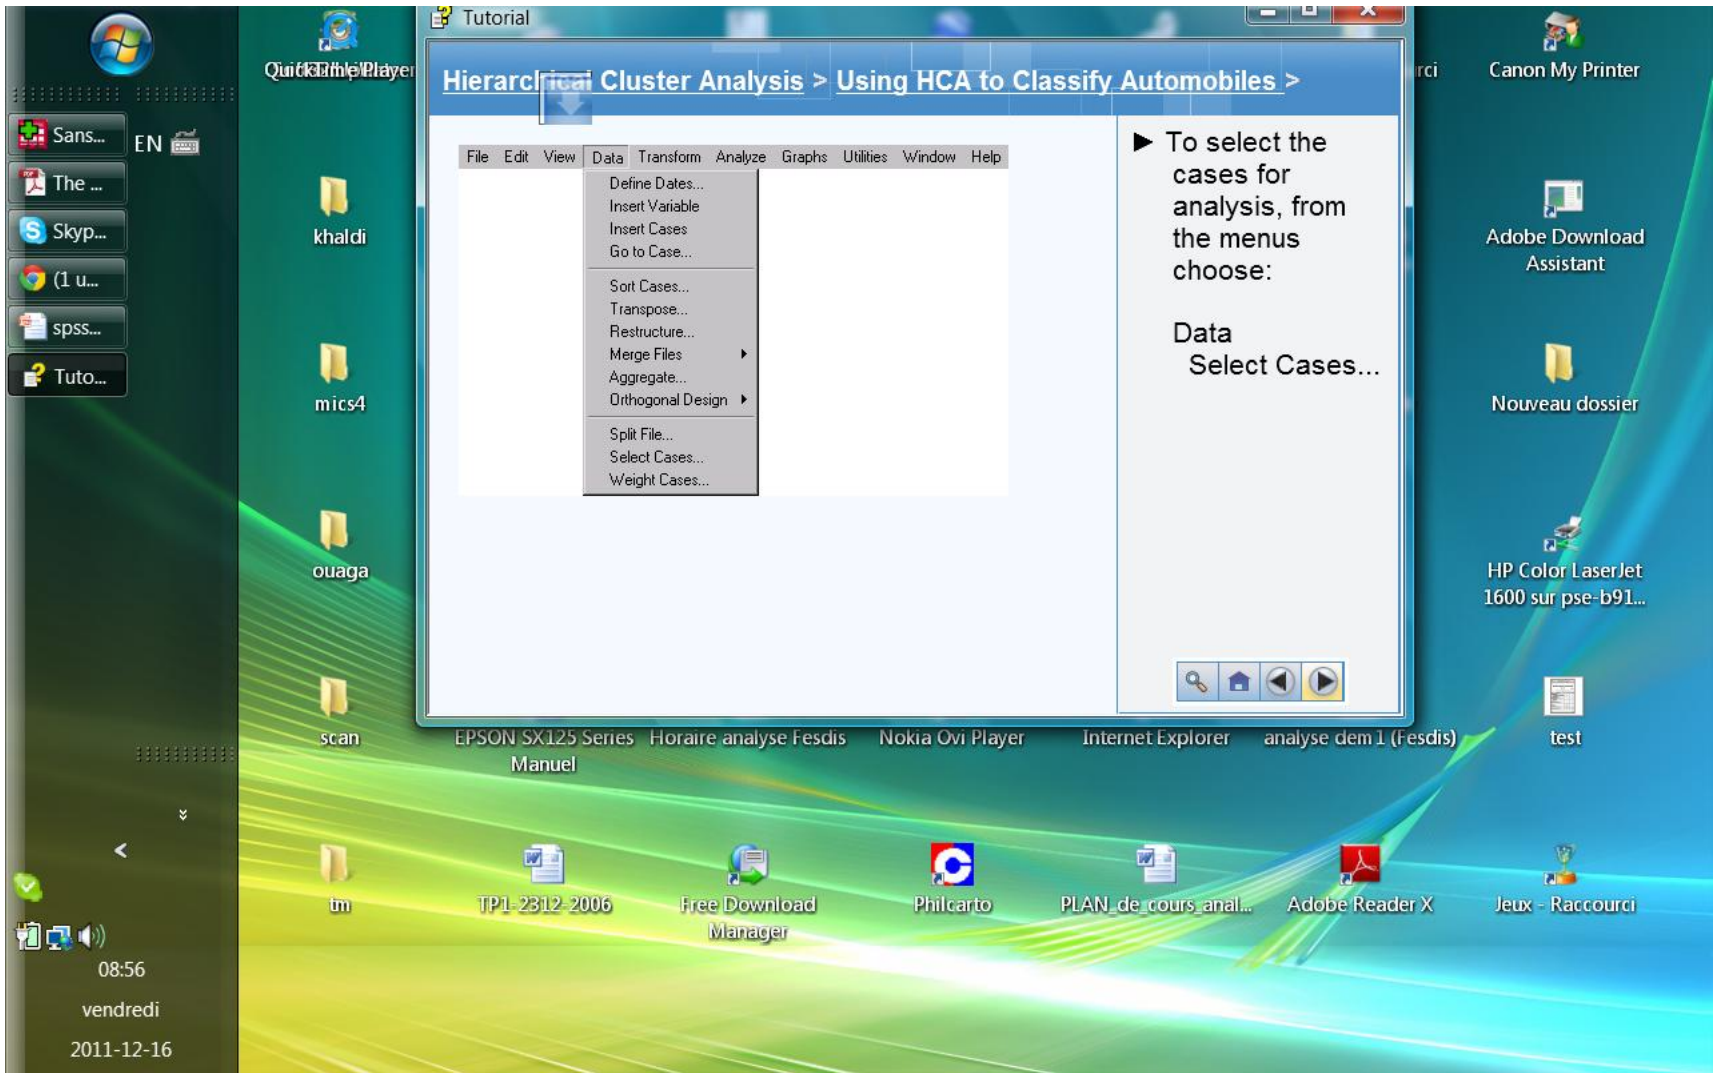 Sans...
EN
The ...
Skyp...
(1 u...
spss...
Tuto...
08:56
vendredi
2011-12-16
khaldi
mics4
ouaga
scan
tm
Tutorial
Hierarchical Cluster Analysis > Using HCA to Classify Automobiles >
File Edit View Data Transform Analyze Graphs Utilities Window Help
Define Dates...
Insert Variable
Insert Cases
Go to Case...
Sort Cases...
Transpose...
Restructure...
Merge Files
Aggregate...
Orthogonal Design
Split File...
Select Cases...
Weight Cases...
► To select the
cases for
analysis, from
the menus
choose:
Data
Select Cases...
EPSON SX125 Series
Manuel
Horaire analyse Fesdis
Nokia Ovi Player
Internet Explorer
analyse dem 1 (Fesdis)
TP1-2312-2006
Free Download
Manager
Philcarto
PLAN_de_cours_anal...
Adobe Reader X
rci
Canon My Printer
Adobe Download
Assistant
Nouveau dossier
HP Color LaserJet
1600 sur pse-b91...
test
Jeux - Raccourci